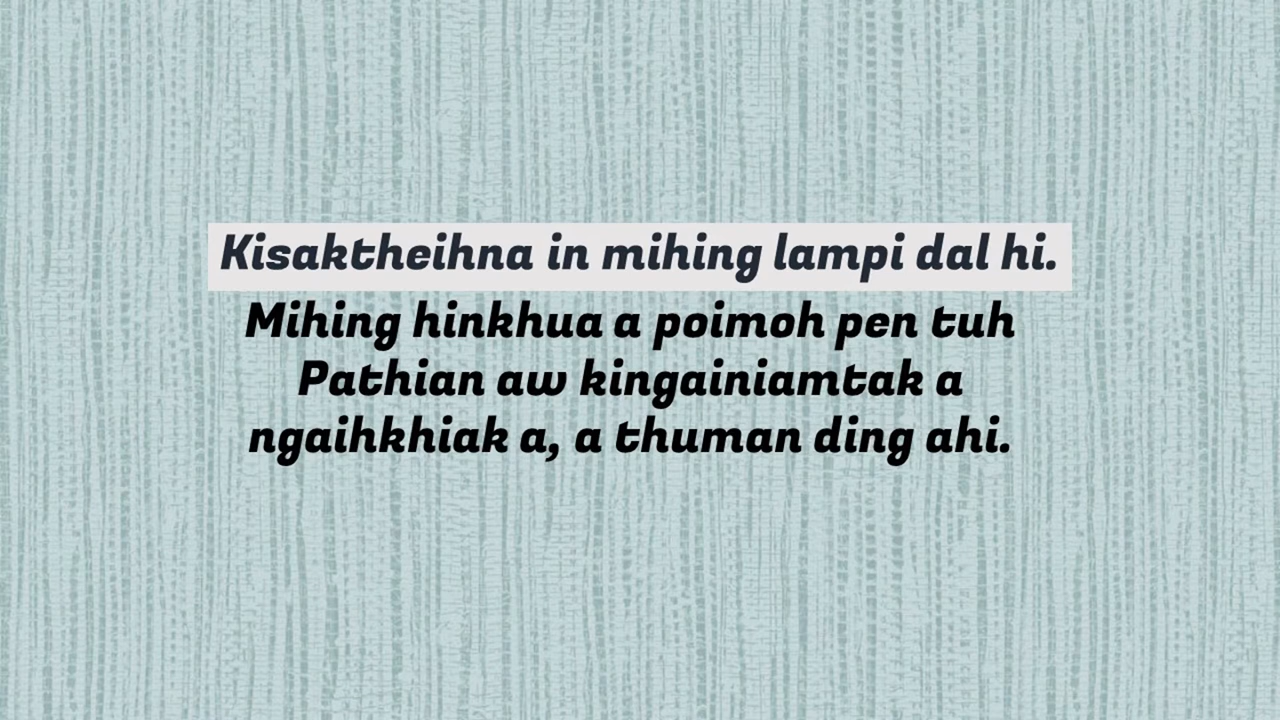 Kisaktheihna in mihing lampi dal hi.
Mihing hinkhua a poimoh pen tuh
Pathian aw kingainiamtak a
ngaihkhiak a, a thuman ding ahi.